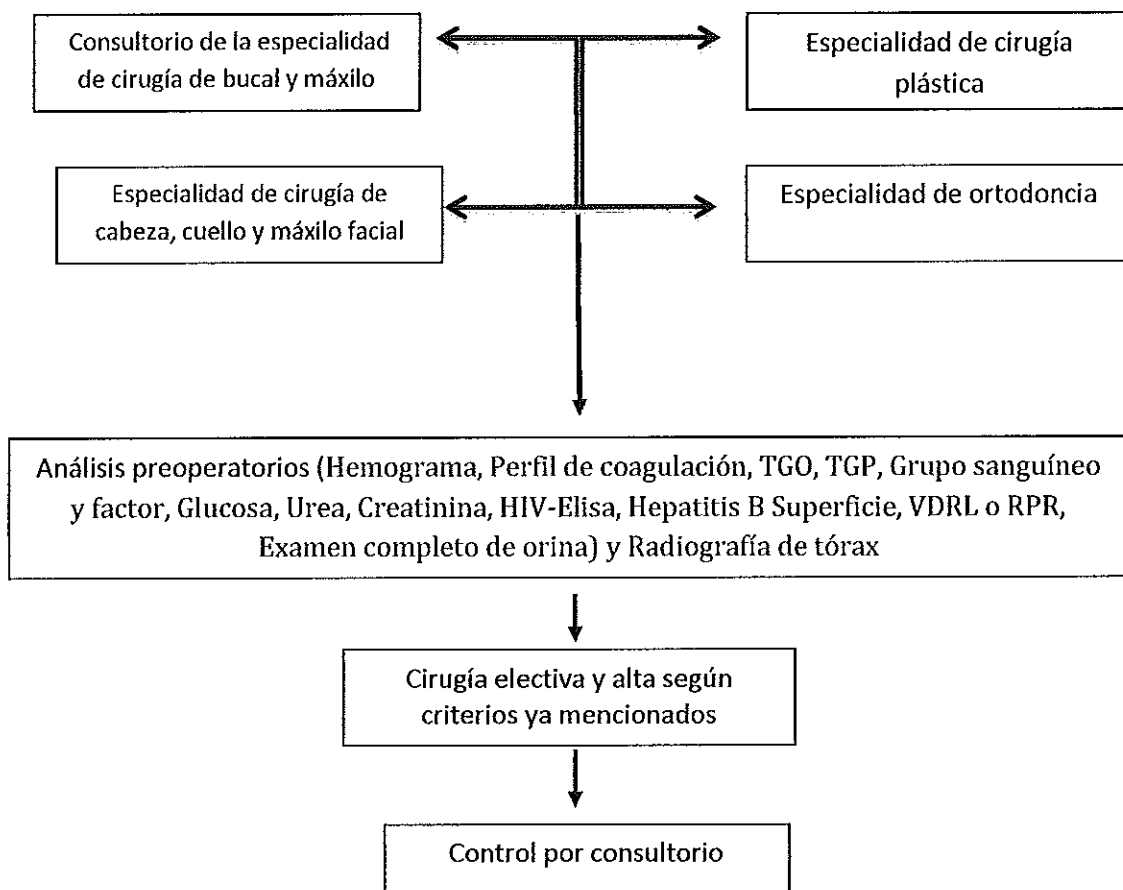 Consultorio de la especialidad
de cirugía de bucal y máxilo
Especialidad de cirugía
plástica
Especialidad de cirugía de
cabeza, cuello y máxilo facial
Especialidad de ortodoncia
Análisis preoperatorios (Hemograma, Perfil de coagulación, TGO, TGP, Grupo sanguíneo
y factor, Glucosa, Urea, Creatinina, HIV-Elisa, Hepatitis B Superficie, VDRL o RPR,
Examen completo de orina) y Radiografía de tórax
Cirugía electiva y alta según
criterios ya mencionados
Control por consultorio